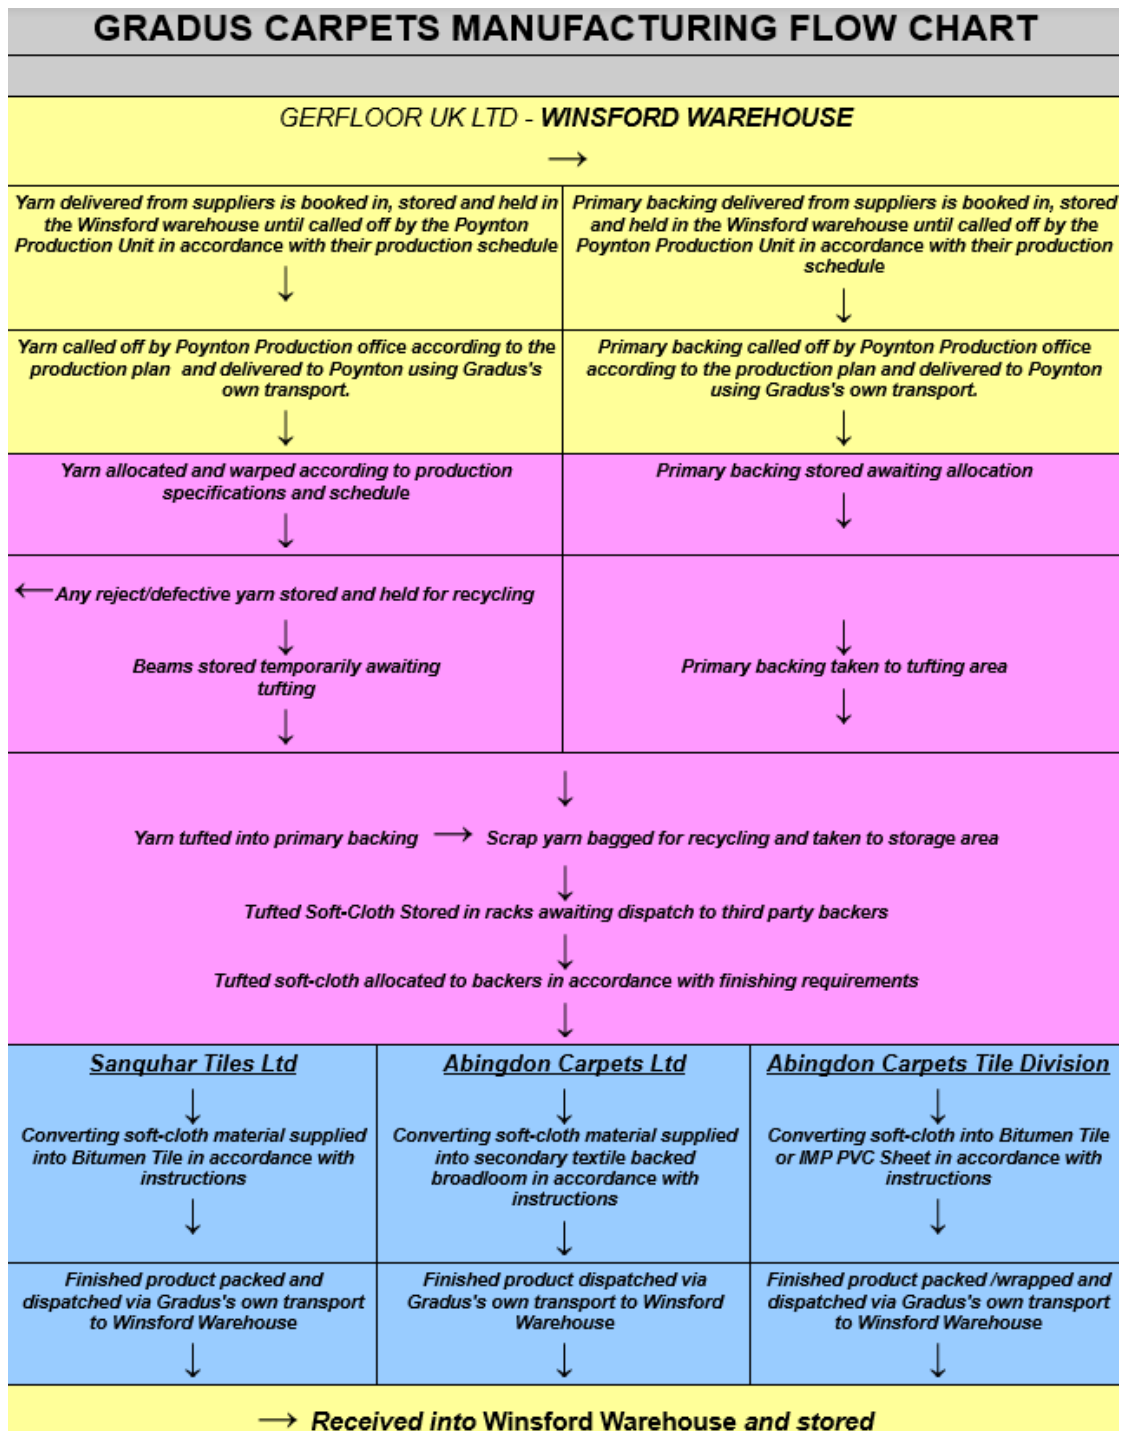 GRADUS CARPETS MANUFACTURING FLOW CHART
GERFLOOR UK LTD - WINSFORD WAREHOUSE
→
Yarn delivered from suppliers is booked in, stored and held in
the Winsford warehouse until called off by the Poynton
Production Unit in accordance with their production schedule
↓
Primary backing delivered from suppliers is booked in, stored
and held in the Winsford warehouse until called off by the
Poynton Production Unit in accordance with their production
schedule
↓
Yarn called off by Poynton Production office according to the
production plan and delivered to Poynton using Gradus's
own transport.
↓
Primary backing called off by Poynton Production office
according to the production plan and delivered to Poynton
using Gradus's own transport.
↓
Yarn allocated and warped according to production
specifications and schedule
↓
Primary backing stored awaiting allocation
↓
← Any reject/defective yarn stored and held for recycling
↓
Beams stored temporarily awaiting
tufting
↓
↓
Primary backing taken to tufting area
↓
↓
Yarn tufted into primary backing → Scrap yarn bagged for recycling and taken to storage area
↓
Tufted Soft-Cloth Stored in racks awaiting dispatch to third party backers
↓
Tufted soft-cloth allocated to backers in accordance with finishing requirements
↓
Sanquhar Tiles Ltd
↓
Converting soft-cloth material supplied
into Bitumen Tile in accordance with
instructions
↓
Abingdon Carpets Ltd
↓
Converting soft-cloth material supplied
into secondary textile backed
broadloom in accordance with
instructions
↓
Abingdon Carpets Tile Division
↓
Converting soft-cloth into Bitumen Tile
or IMP PVC Sheet in accordance with
instructions
↓
Finished product packed and
dispatched via Gradus's own transport
to Winsford Warehouse
↓
Finished product dispatched via
Gradus's own transport to Winsford
Warehouse
↓
Finished product packed /wrapped and
dispatched via Gradus's own transport
to Winsford Warehouse
↓
→ Received into Winsford Warehouse and stored